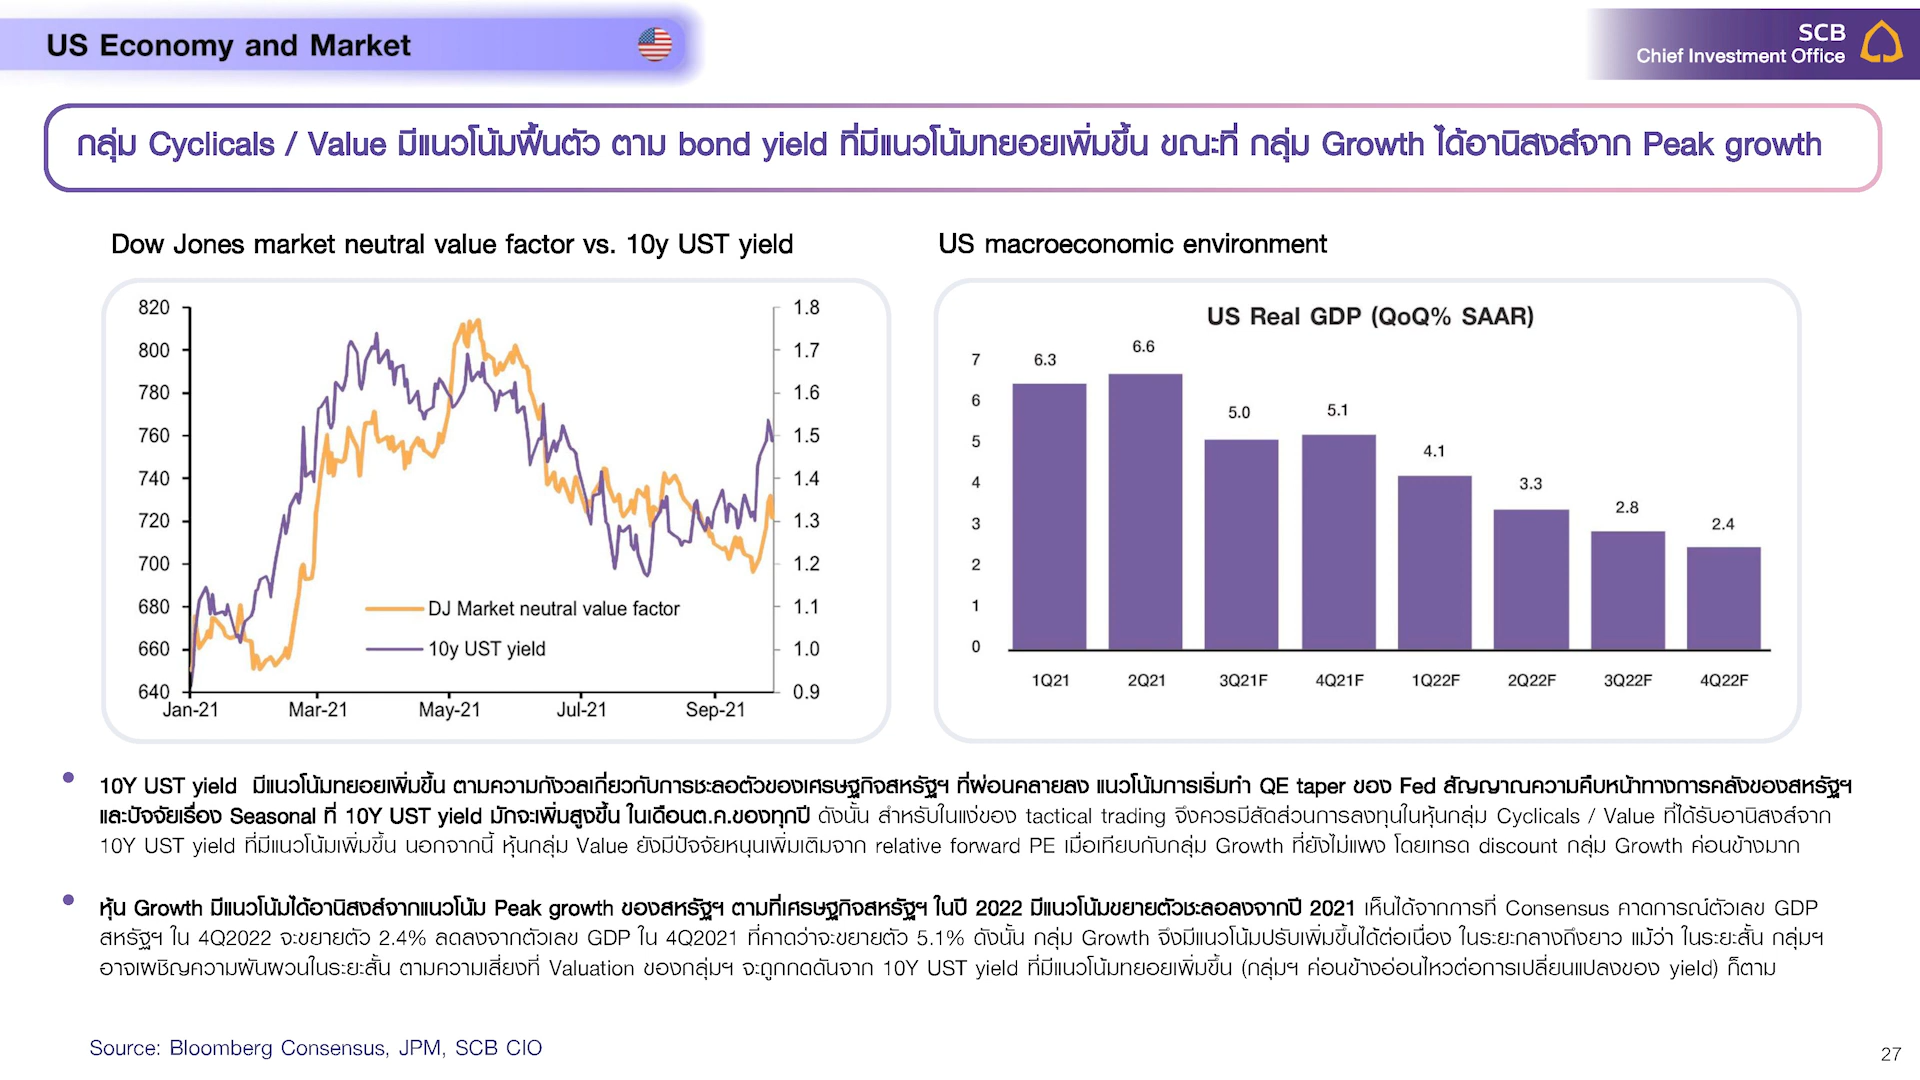 US Economy and Market
SCB
Chief Investment Office
กลุ่ม Cyclicals / Value มีแนวโน้มฟื้นตัว ตาม bond yield ที่มีแนวโน้มทยอยเพิ่มขึ้น ขณะที่ กลุ่ม Growth ได้อานิสงส์จาก Peak growth
Dow Jones market neutral value factor vs. 10y UST yield
820
800
780
760
740
720
700
680
660
640
1.8
1.7
1.6
1.5
1.4
1.3
1.2
1.1
1.0
0.9
DJ Market neutral value factor
10y UST yield
Jan-21 Mar-21 May-21 Jul-21 Sep-21
US macroeconomic environment
US Real GDP (QoQ% SAAR)
7
6
5
4
3
2
1
0
6.3 6.6 5.0 5.1 4.1 3.3 2.8 2.4
1Q21 2Q21 3Q21F 4Q21F 1Q22F 2Q22F 3Q22F 4Q22F
• 10Y UST yield มีแนวโน้มทยอยเพิ่มขึ้น ตามความกังวลเกี่ยวกับการชะลอตัวของเศรษฐกิจสหรัฐฯ ที่ผ่อนคลายลง แนวโน้มการเริ่มทำ QE taper ของ Fed สัญญาณความคืบหน้าทางการคลังของสหรัฐฯ
และปัจจัยเรื่อง Seasonal ที่ 10Y UST yield มักจะเพิ่มสูงขึ้น ในเดือนต.ค.ของทุกปี ดังนั้น สำหรับในแง่ของ tactical trading จึงควรมีสัดส่วนการลงทุนในหุ้นกลุ่ม Cyclicals / Value ที่ได้รับอานิสงส์จาก
10Y UST yield ที่มีแนวโน้มเพิ่มขึ้น นอกจากนี้ หุ้นกลุ่ม Value ยังมีปัจจัยหนุนเพิ่มเติมจาก relative forward PE เมื่อเทียบกับกลุ่ม Growth ที่ยังไม่แพง โดยเทรด discount กลุ่ม Growth ค่อนข้างมาก
• หุ้น Growth มีแนวโน้มได้อานิสงส์จากแนวโน้ม Peak growth ของสหรัฐฯ ตามที่เศรษฐกิจสหรัฐฯ ในปี 2022 มีแนวโน้มขยายตัวชะลอลงจากปี 2021 เห็นได้จากการที่ Consensus คาดการณ์ตัวเลข GDP
สหรัฐฯ ใน 4Q2022 จะขยายตัว 2.4% ลดลงจากตัวเลข GDP ใน 4Q2021 ที่คาดว่าจะขยายตัว 5.1% ดังนั้น กลุ่ม Growth จึงมีแนวโน้มปรับเพิ่มขึ้นได้ต่อเนื่อง ในระยะกลางถึงยาว แม้ว่า ในระยะสั้น กลุ่มฯ
อาจเผชิญความผันผวนในระยะสั้น ตามความเสี่ยงที่ Valuation ของกลุ่มฯ จะถูกกดดันจาก 10Y UST yield ที่มีแนวโน้มทยอยเพิ่มขึ้น (กลุ่มฯ ค่อนข้างอ่อนไหวต่อการเปลี่ยนแปลงของ yield) ก็ตาม
Source: Bloomberg Consensus, JPM, SCB CIO
27